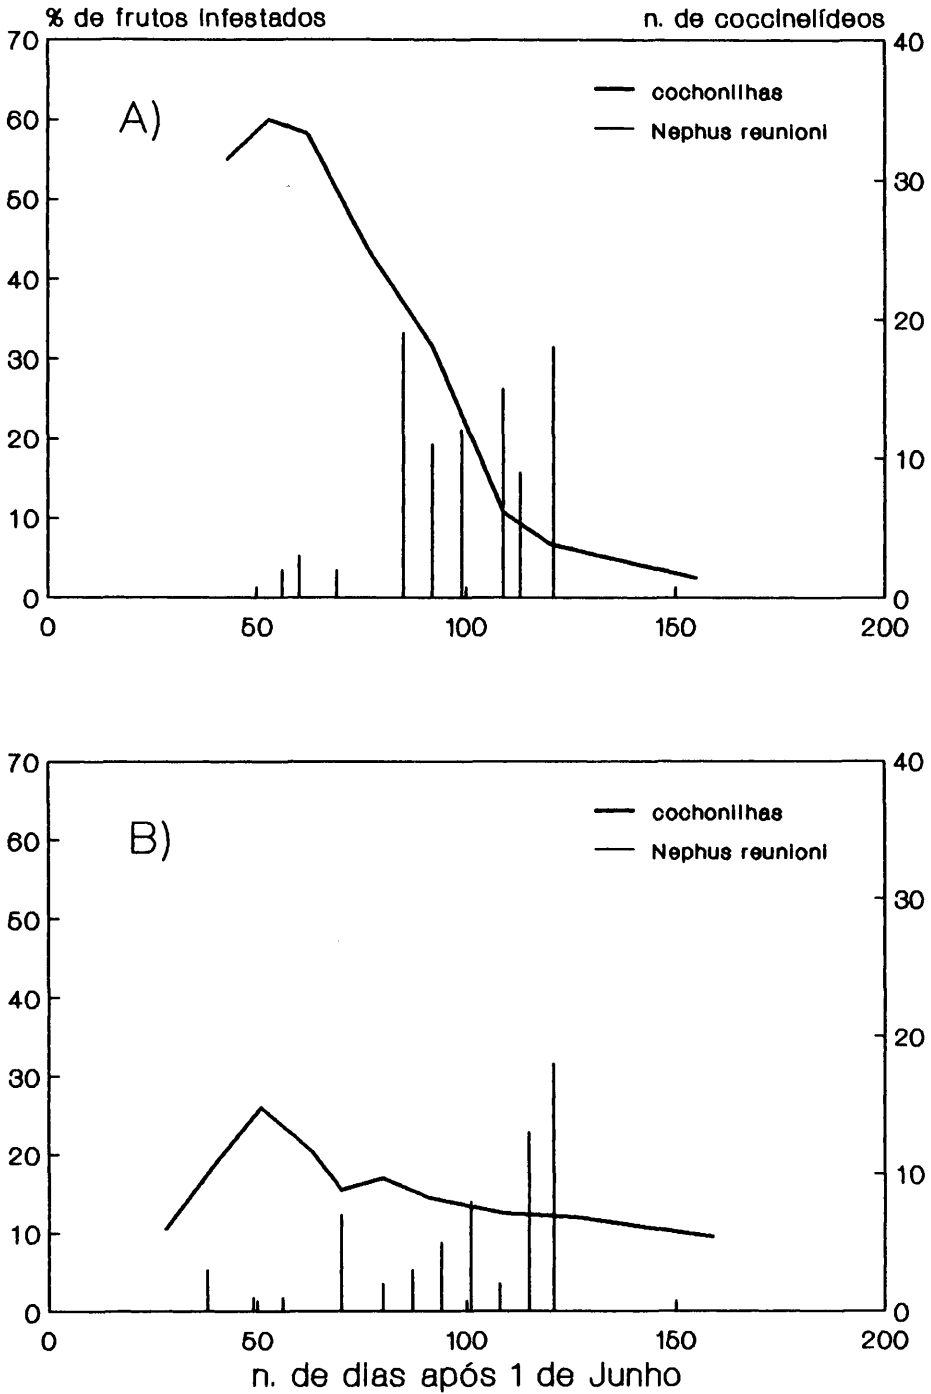 % de frutos infestados n. de coccinelídeos
70 40
A)
cochonilhas
60
Nephus reunioni
50 30
40
30 20
20
10
10
0 0
0 50 100 150 200
70 40
B)
cochonilhas
60
Nephus reunioni
50 30
40
30 20
20
10
10
0 0
0 50 100 150 200
n. de dias após 1 de Junho